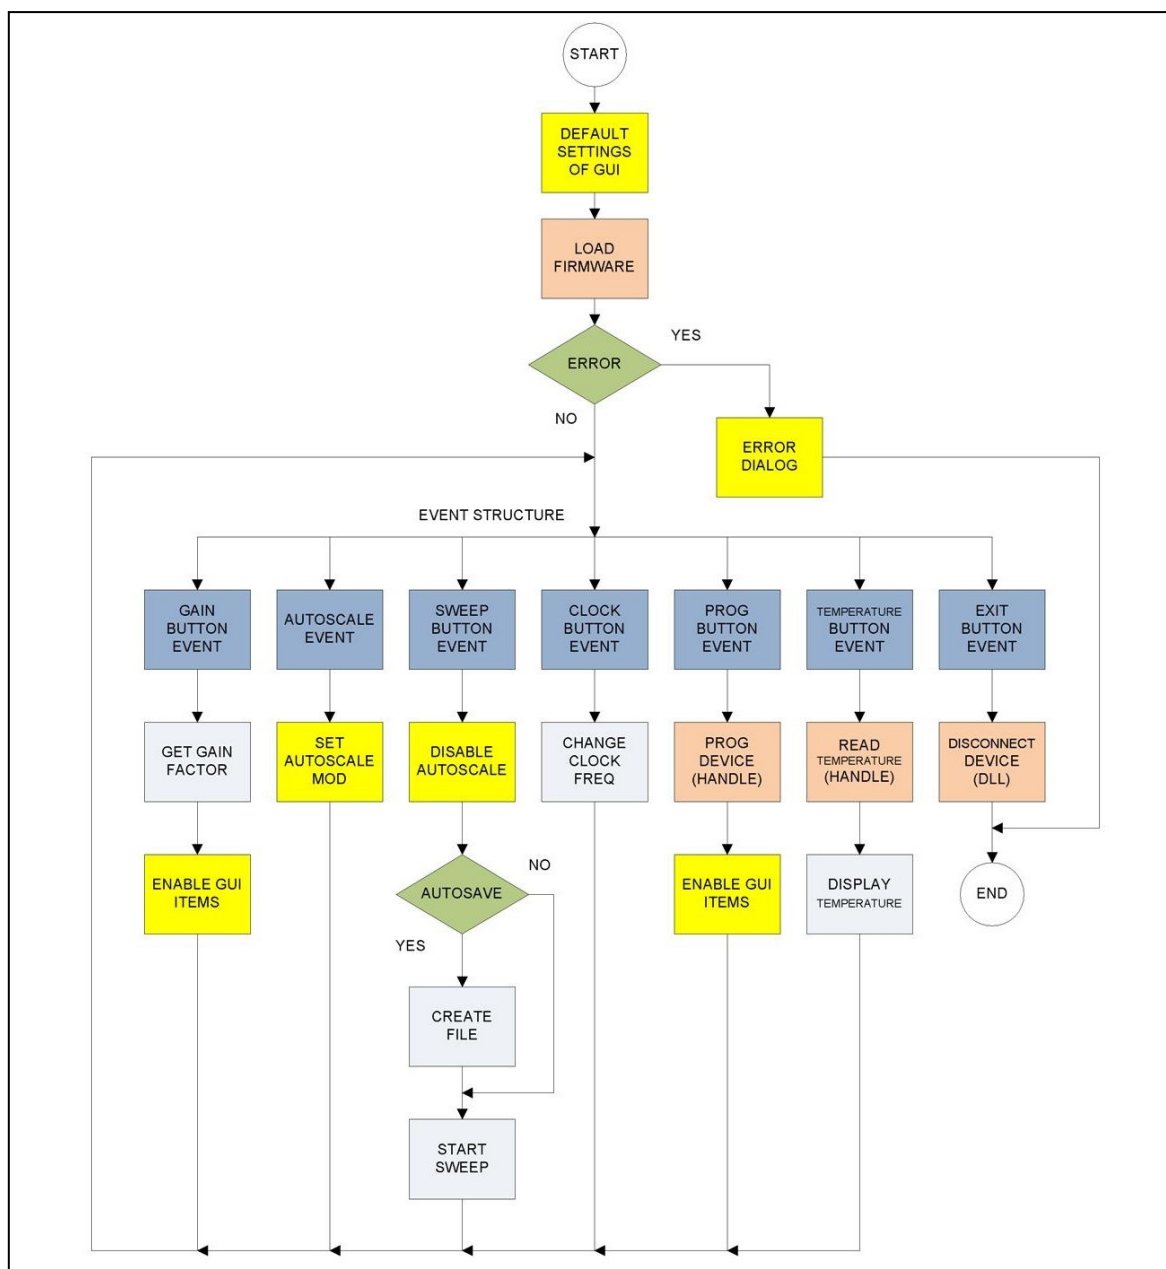 START
DEFAULT
SETTINGS
OF GUI
LOAD
FIRMWARE
YES
ERROR
NO
ERROR
DIALOG
EVENT STRUCTURE
GAIN
BUTTON
EVENT
AUTOSCALE
EVENT
SWEEP
BUTTON
EVENT
CLOCK
BUTTON
EVENT
PROG
BUTTON
EVENT
TEMPERATURE
BUTTON
EVENT
EXIT
BUTTON
EVENT
GET GAIN
FACTOR
SET
AUTOSCALE
MOD
DISABLE
AUTOSCALE
CHANGE
CLOCK
FREQ
PROG
DEVICE
(HANDLE)
READ
TEMPERATURE
(HANDLE)
DISCONNECT
DEVICE
(DLL)
ENABLE GUI
ITEMS
NO
AUTOSAVE
YES
ENABLE GUI
ITEMS
DISPLAY
TEMPERATURE
END
CREATE
FILE
START
SWEEP